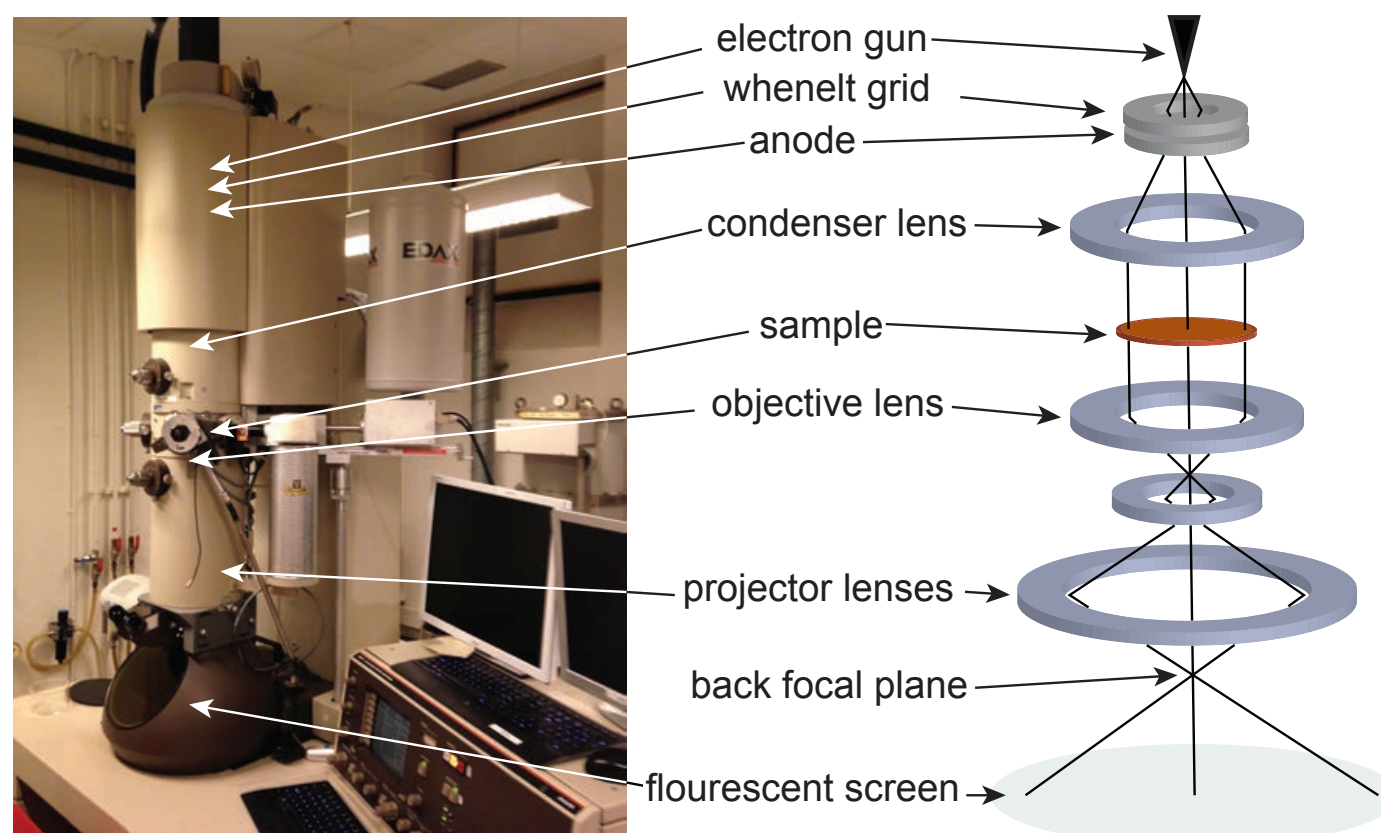 electron gun
whenelt grid
anode
EDAX
condenser lens
sample
objective lens
projector lenses
back focal plane
flourescent screen